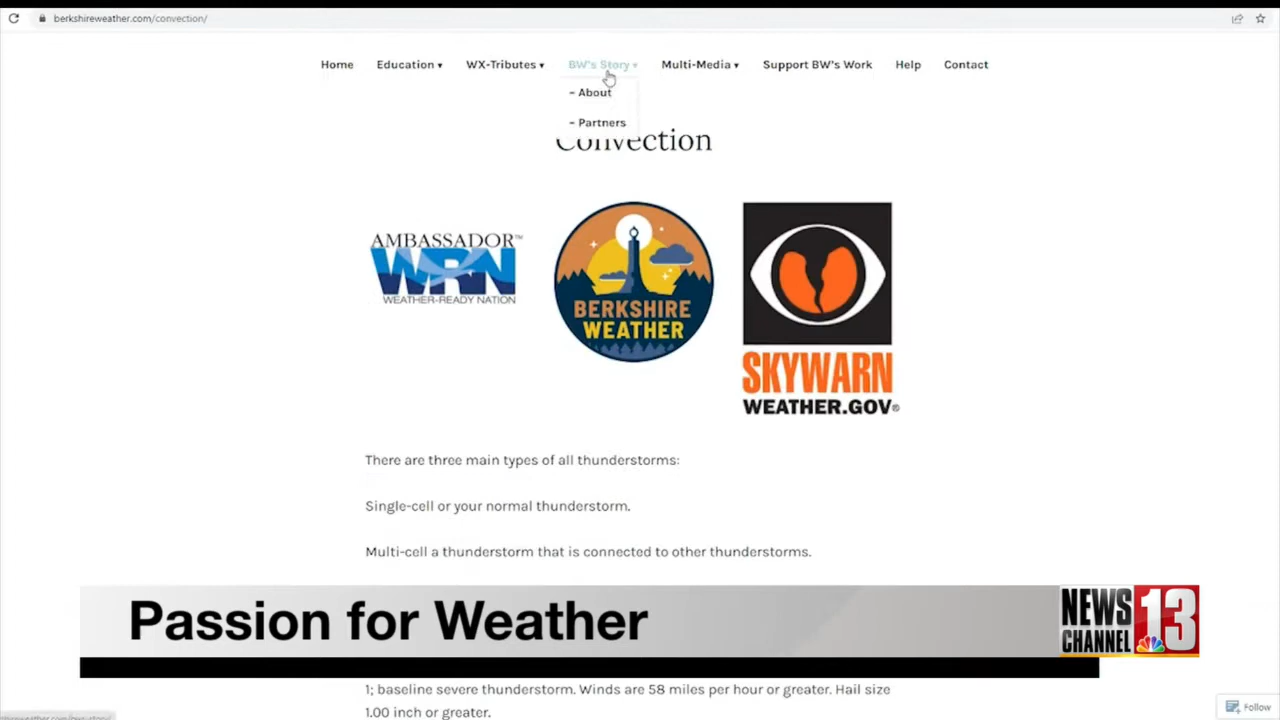 berkshireweather.com/convection/
Home Education ▾ WX-Tributes ▾ BW's Story ▾ Multi-Media ▾ Support BW's Work Help Contact
– About
– Partners
Convection
AMBASSADOR™
WRN
WEATHER-READY NATION
BERKSHIRE
WEATHER
SKYWARN
WEATHER.GOV®
There are three main types of all thunderstorms:
Single-cell or your normal thunderstorm.
Multi-cell a thunderstorm that is connected to other thunderstorms.
Passion for Weather
NEWS
CHANNEL
13
1; baseline severe thunderstorm. Winds are 58 miles per hour or greater. Hail size
1.00 inch or greater.
Follow